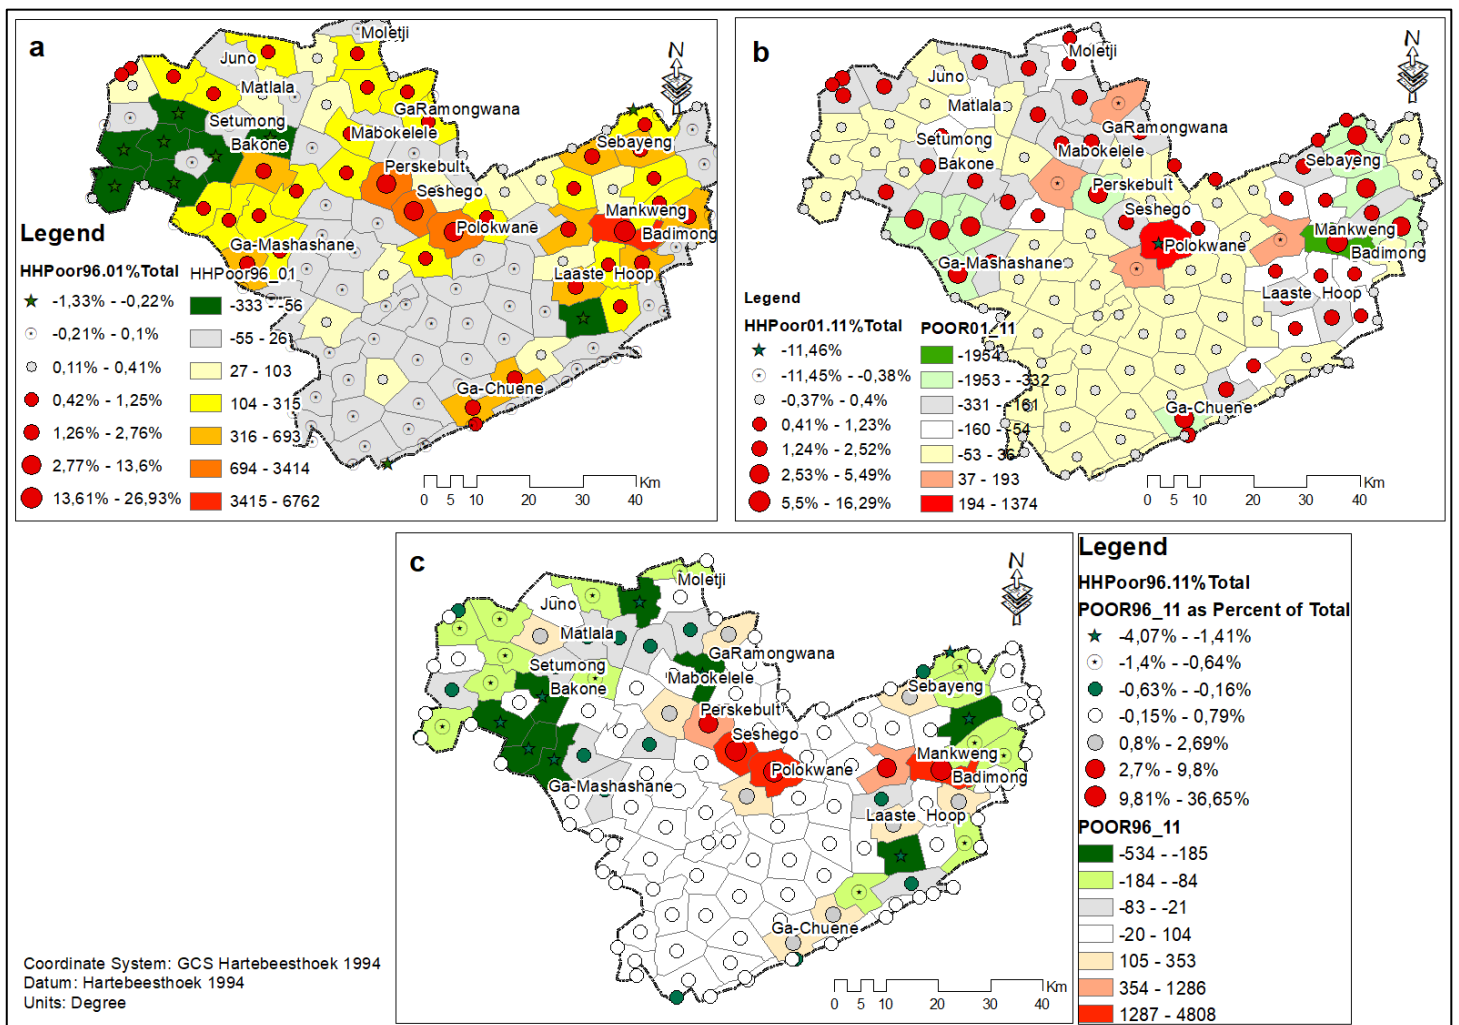 a
Moletji
Juno
N
Matlala
GaRamongwana
Setumong
Mabokelele
Bakone
Sebayeng
Perskebult
Seshego
Mankweng
Polokwane
Badimong
Ga-Mashashane
Laaste Hoop
Ga-Chuene
Legend
HHPoor96.01%Total
-1,33% - -0,22%
-0,21% - 0,1%
0,11% - 0,41%
0,42% - 1,25%
1,26% - 2,76%
2,77% - 13,6%
13,61% - 26,93%
HHPoor96_01
-333 - -56
-55 - 26
27 - 103
104 - 315
316 - 693
694 - 3414
3415 - 6762
Km
0 5 10 20 30 40
b
Moletji
Juno
N
Matlala
GaRamongwana
Setumong
Mabokelele
Bakone
Sebayeng
Perskebult
Seshego
Mankweng
Polokwane
Badimong
Ga-Mashashane
Laaste Hoop
Ga-Chuene
Legend
HHPoor01.11%Total
-11,46%
-11,45% - -0,38%
-0,37% - 0,4%
0,41% - 1,23%
1,24% - 2,52%
2,53% - 5,49%
5,5% - 16,29%
POOR01_11
-1954
-1953 - -332
-331 - -161
-160 - -54
-53 - 36
37 - 193
194 - 1374
Km
0 5 10 20 30 40
c
Moletji
N
Juno
Matlala
GaRamongwana
Setumong
Mabokelele
Bakone
Sebayeng
Perskebult
Seshego
Mankweng
Polokwane
Badimong
Ga-Mashashane
Laaste Hoop
Ga-Chuene
Km
0 5 10 20 30 40
Legend
HHPoor96.11%Total
POOR96_11 as Percent of Total
-4,07% - -1,41%
-1,4% - -0,64%
-0,63% - -0,16%
-0,15% - 0,79%
0,8% - 2,69%
2,7% - 9,8%
9,81% - 36,65%
POOR96_11
-534 - -185
-184 - -84
-83 - -21
-20 - 104
105 - 353
354 - 1286
1287 - 4808
Coordinate System: GCS Hartebeesthoek 1994
Datum: Hartebeesthoek 1994
Units: Degree